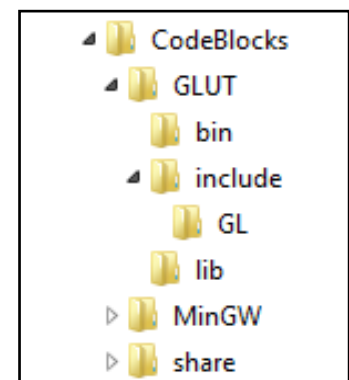 CodeBlocks
GLUT
bin
include
GL
lib
MinGW
share